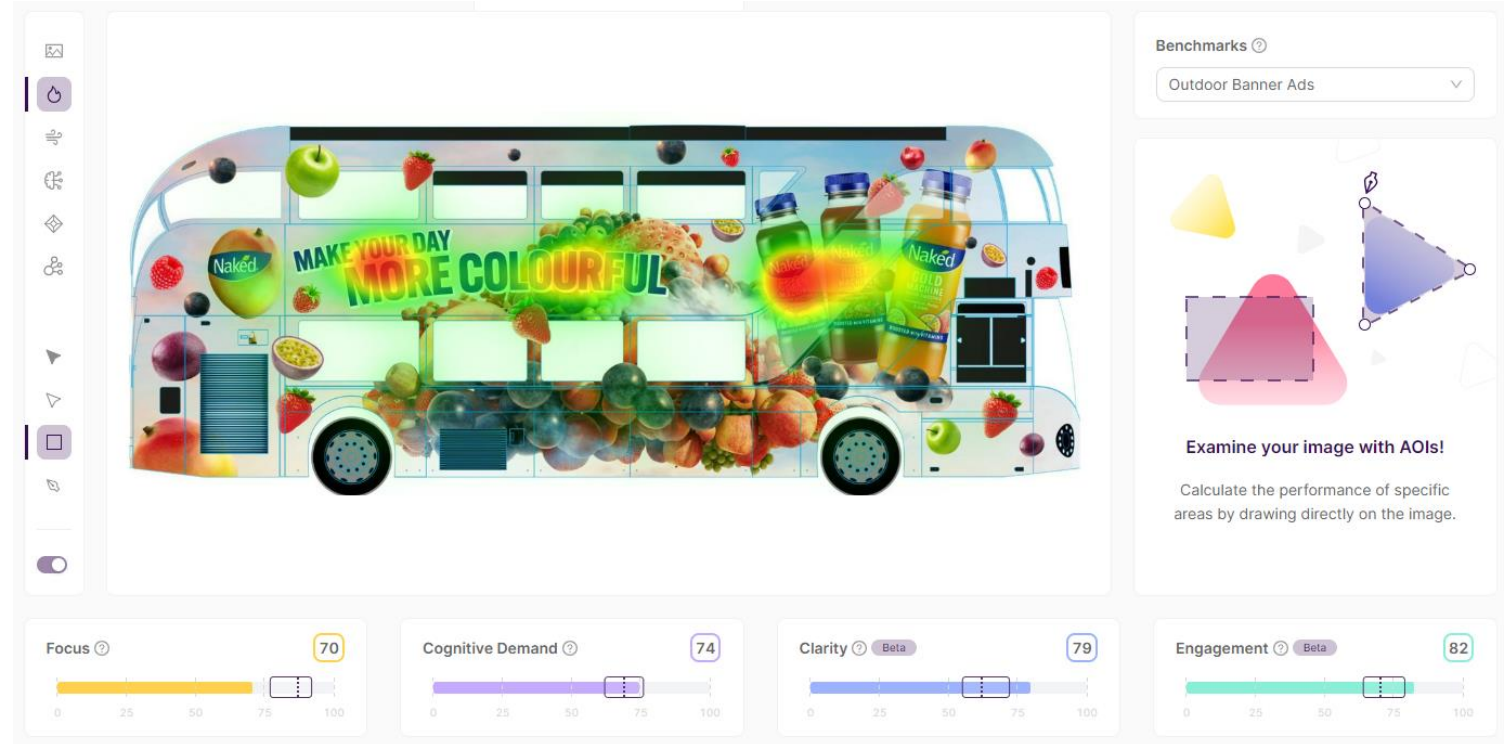 Benchmarks ?
Outdoor Banner Ads
MAKE YOUR DAY
MORE COLOURFUL
Naked
Naked
Naked
Naked
GOLD
MACHINE
Examine your image with AOIs!
Calculate the performance of specific
areas by drawing directly on the image.
Focus ? 70
0 25 50 75 100
Cognitive Demand ? 74
0 25 50 75 100
Clarity ? Beta 79
0 25 50 75 100
Engagement ? Beta 82
0 25 50 75 100